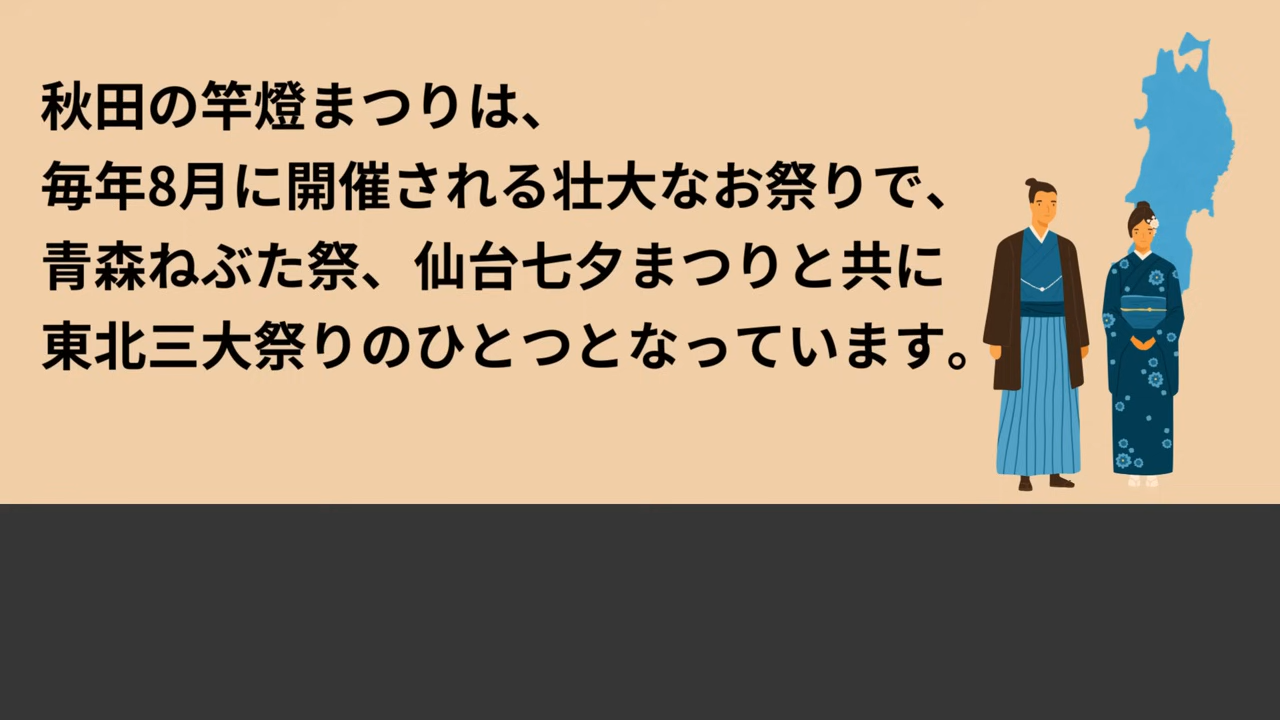 秋田の竿燈まつりは、
毎年8月に開催される壮大なお祭りで、
青森ねぶた祭、仙台七夕まつりと共に
東北三大祭りのひとつとなっています。